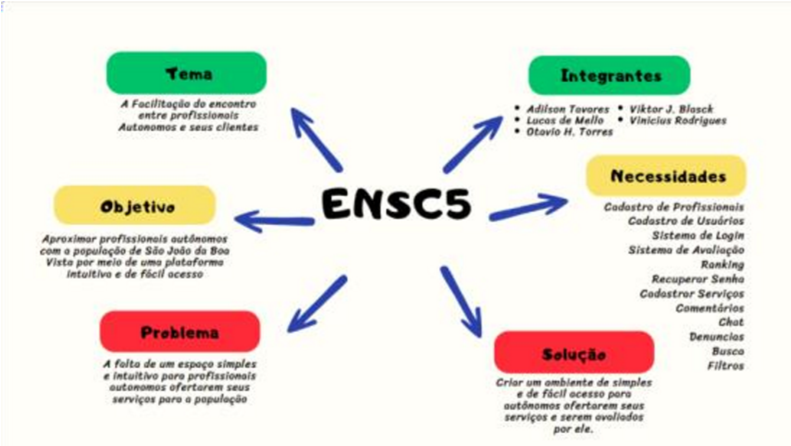 Tema
A Facilitação do encontro
entre profissionais
Autonomos e seus clientes
Integrantes
• Adilson Tavares
• Lucas de Mello
• Otavio H. Torres
• Viktor J. Blasck
• Vinicius Rodrigues
ENSC5
Objetivo
Aproximar profissionais autônomos
com a população de São João da Boa
Vista por meio de uma plataforma
intuitiva e de fácil acesso
Necessidades
Cadastro de Profissionais
Cadastro de Usuários
Sistema de Login
Sistema de Avaliação
Ranking
Recuperar Senha
Cadastrar Serviços
Comentários
Chat
Denuncias
Busca
Filtros
Problema
A falta de um espaço simples
e intuitivo para profissionais
autonomos ofertarem seus
serviços para a população
Solução
Criar um ambiente de simples
e de fácil acesso para
autônomos ofertarem seus
serviços e serem avaliados
por ele.